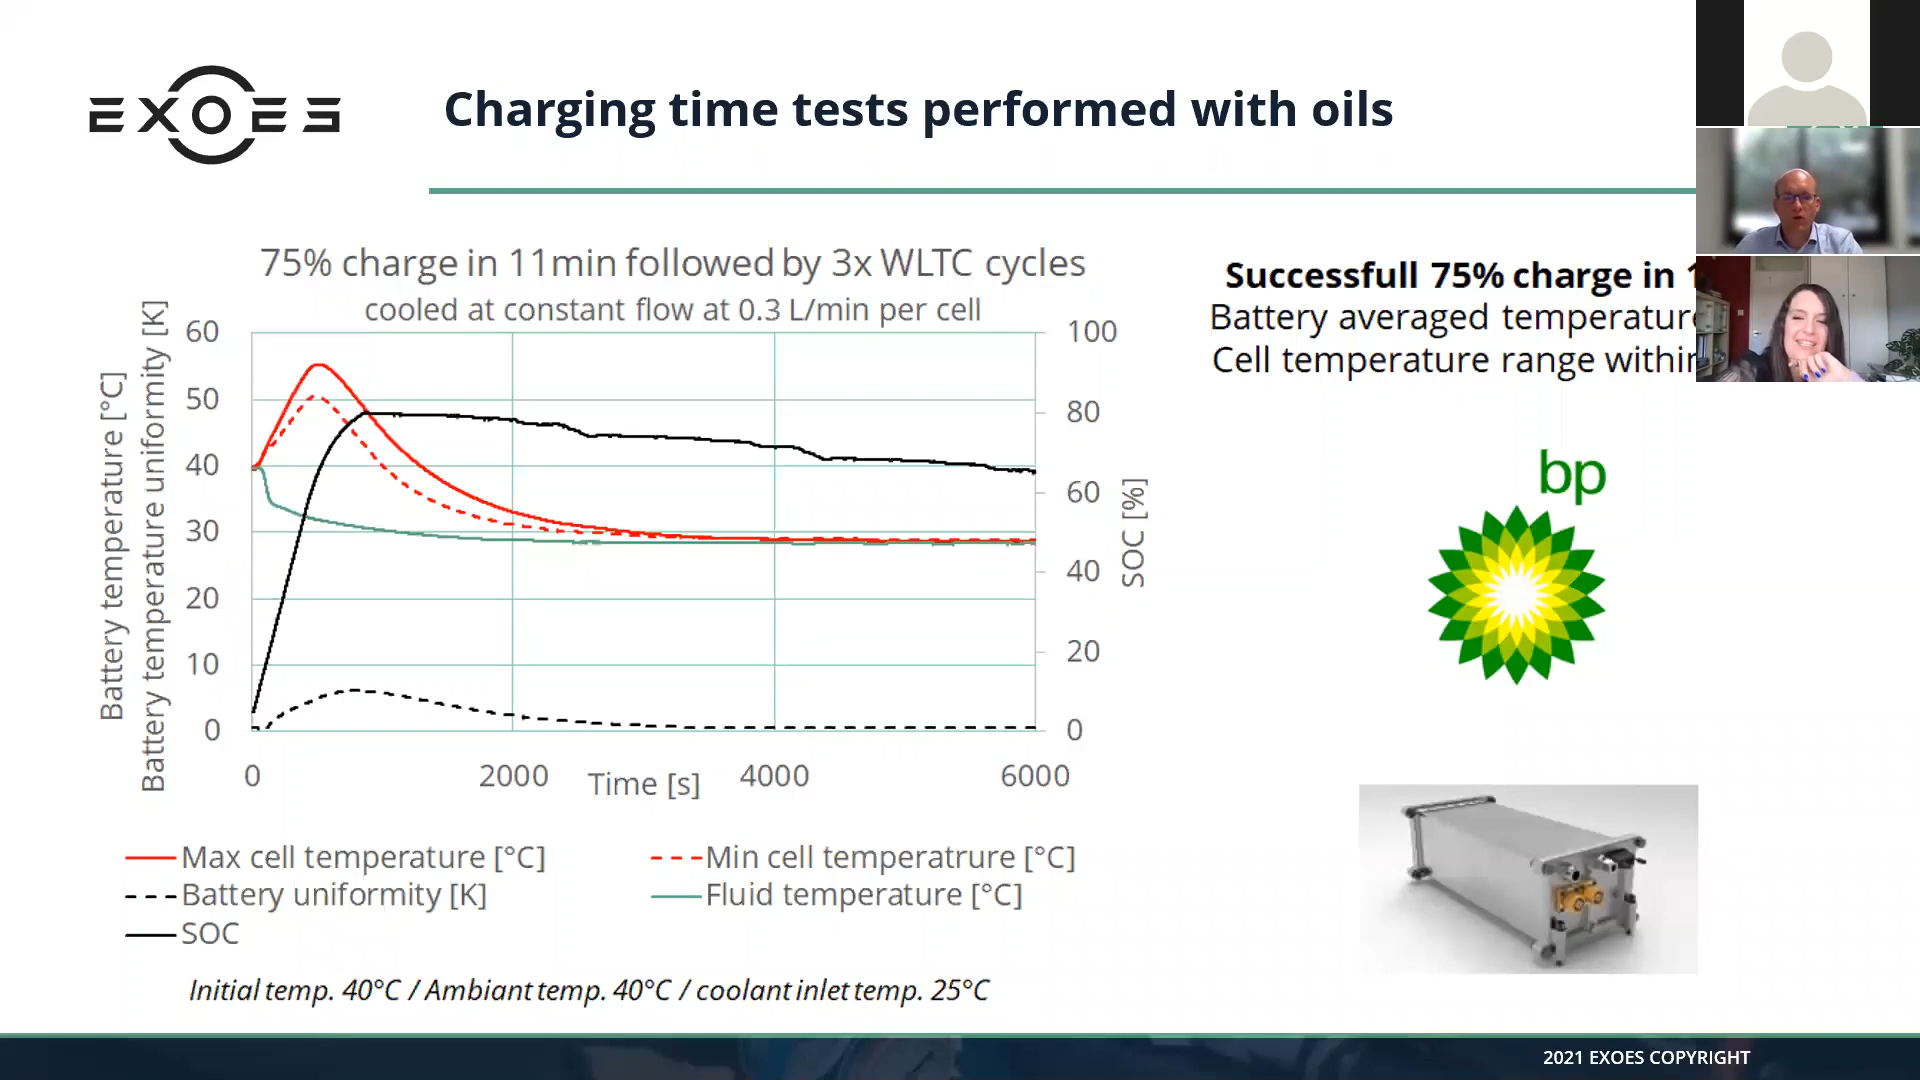 EXOES
Charging time tests performed with oils
75% charge in 11min followed by 3x WLTC cycles
cooled at constant flow at 0.3 L/min per cell
Battery temperature [°C]
Battery temperature uniformity [K]
60
50
40
30
20
10
0
100
80
60
40
20
0
SOC [%]
0
2000
4000
6000
Time [s]
Max cell temperature [°C]
Min cell temperatrure [°C]
Battery uniformity [K]
Fluid temperature [°C]
SOC
Initial temp. 40°C / Ambiant temp. 40°C / coolant inlet temp. 25°C
Successfull 75% charge in
Battery averaged temperature
Cell temperature range within
bp
2021 EXOES COPYRIGHT